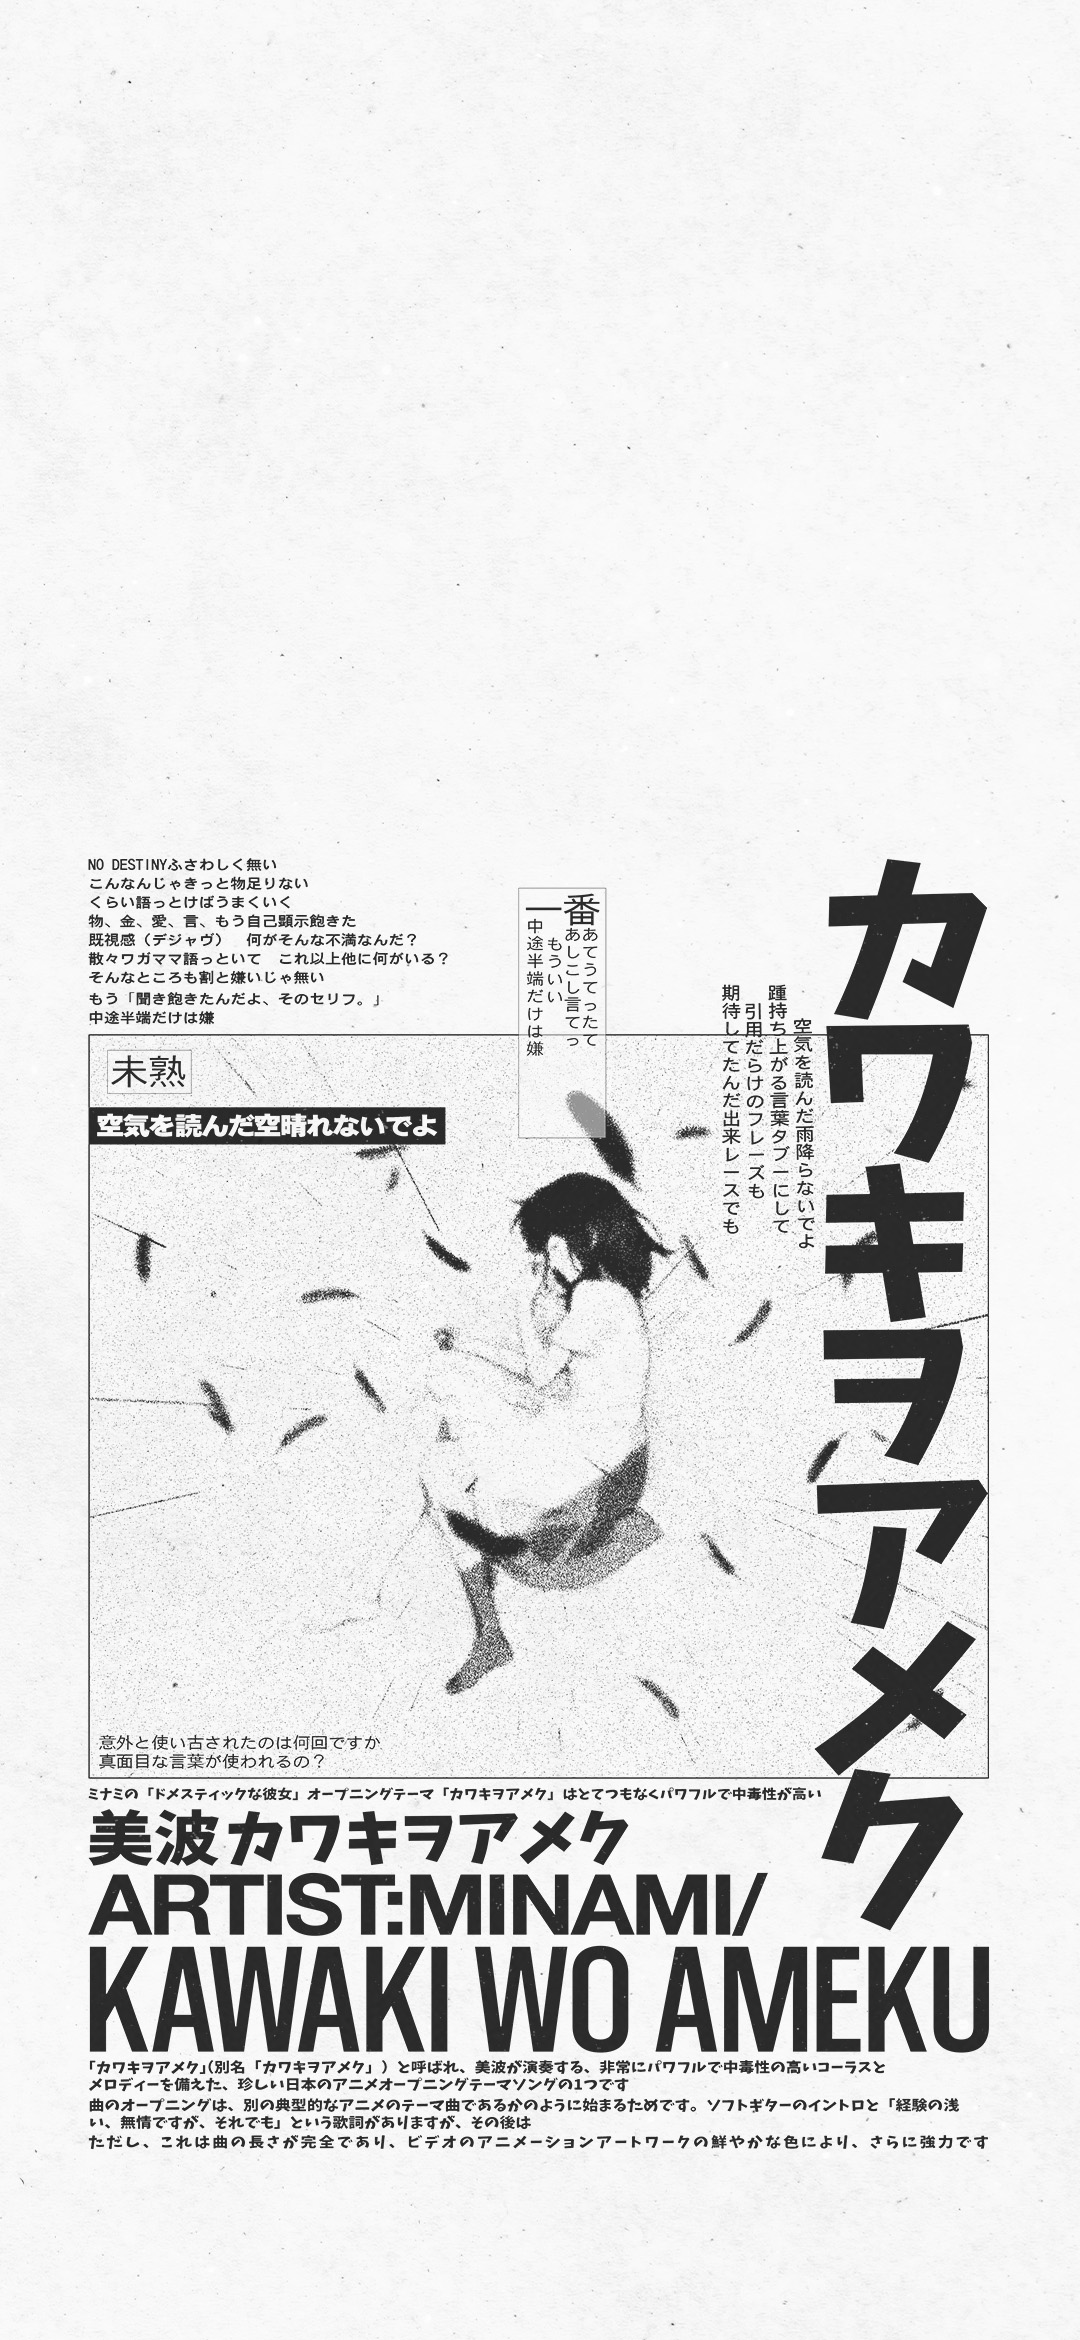 NO DESTINYふさわしく無い
こんなんじゃきっと物足りない
くらい語っとけばうまくいく
物、金、愛、言、もう自己顕示飽きた
既視感（デジャヴ）　何がそんな不満なんだ？
散々ワガママ語っといて　これ以上他に何がいる？
そんなところも割と嫌いじゃ無い
もう「聞き飽きたんだよ、そのセリフ。」
中途半端だけは嫌
一番
あてうてったて
あしこし言てっ
もういい
中途半端だけは嫌
空気を読んだ雨降らないでよ
踵持ち上がる言葉タブーにして
引用だらけのフレーズも
期待してたんだ出来レースでも
カワキヲアメク
未熟
空気を読んだ空晴れないでよ
意外と使い古されたのは何回ですか
真面目な言葉が使われるの？
ミナミの「ドメスティックな彼女」オープニングテーマ「カワキヲアメク」はとてつもなくパワフルで中毒性が高い
美波カワキヲアメク
ARTIST:MINAMI/
KAWAKI WO AMEKU
「カワキヲアメク」（別名「カワキヲアメク」）と呼ばれ、美波が演奏する、非常にパワフルで中毒性の高いコーラスと
メロディーを備えた、珍しい日本のアニメオープニングテーマソングの1つです
曲のオープニングは、別の典型的なアニメのテーマ曲であるかのように始まるためです。ソフトギターのイントロと「経験の浅
い、無情ですが、それでも」という歌詞がありますが、その後は
ただし、これは曲の長さが完全であり、ビデオのアニメーションアートワークの鮮やかな色により、さらに強力です